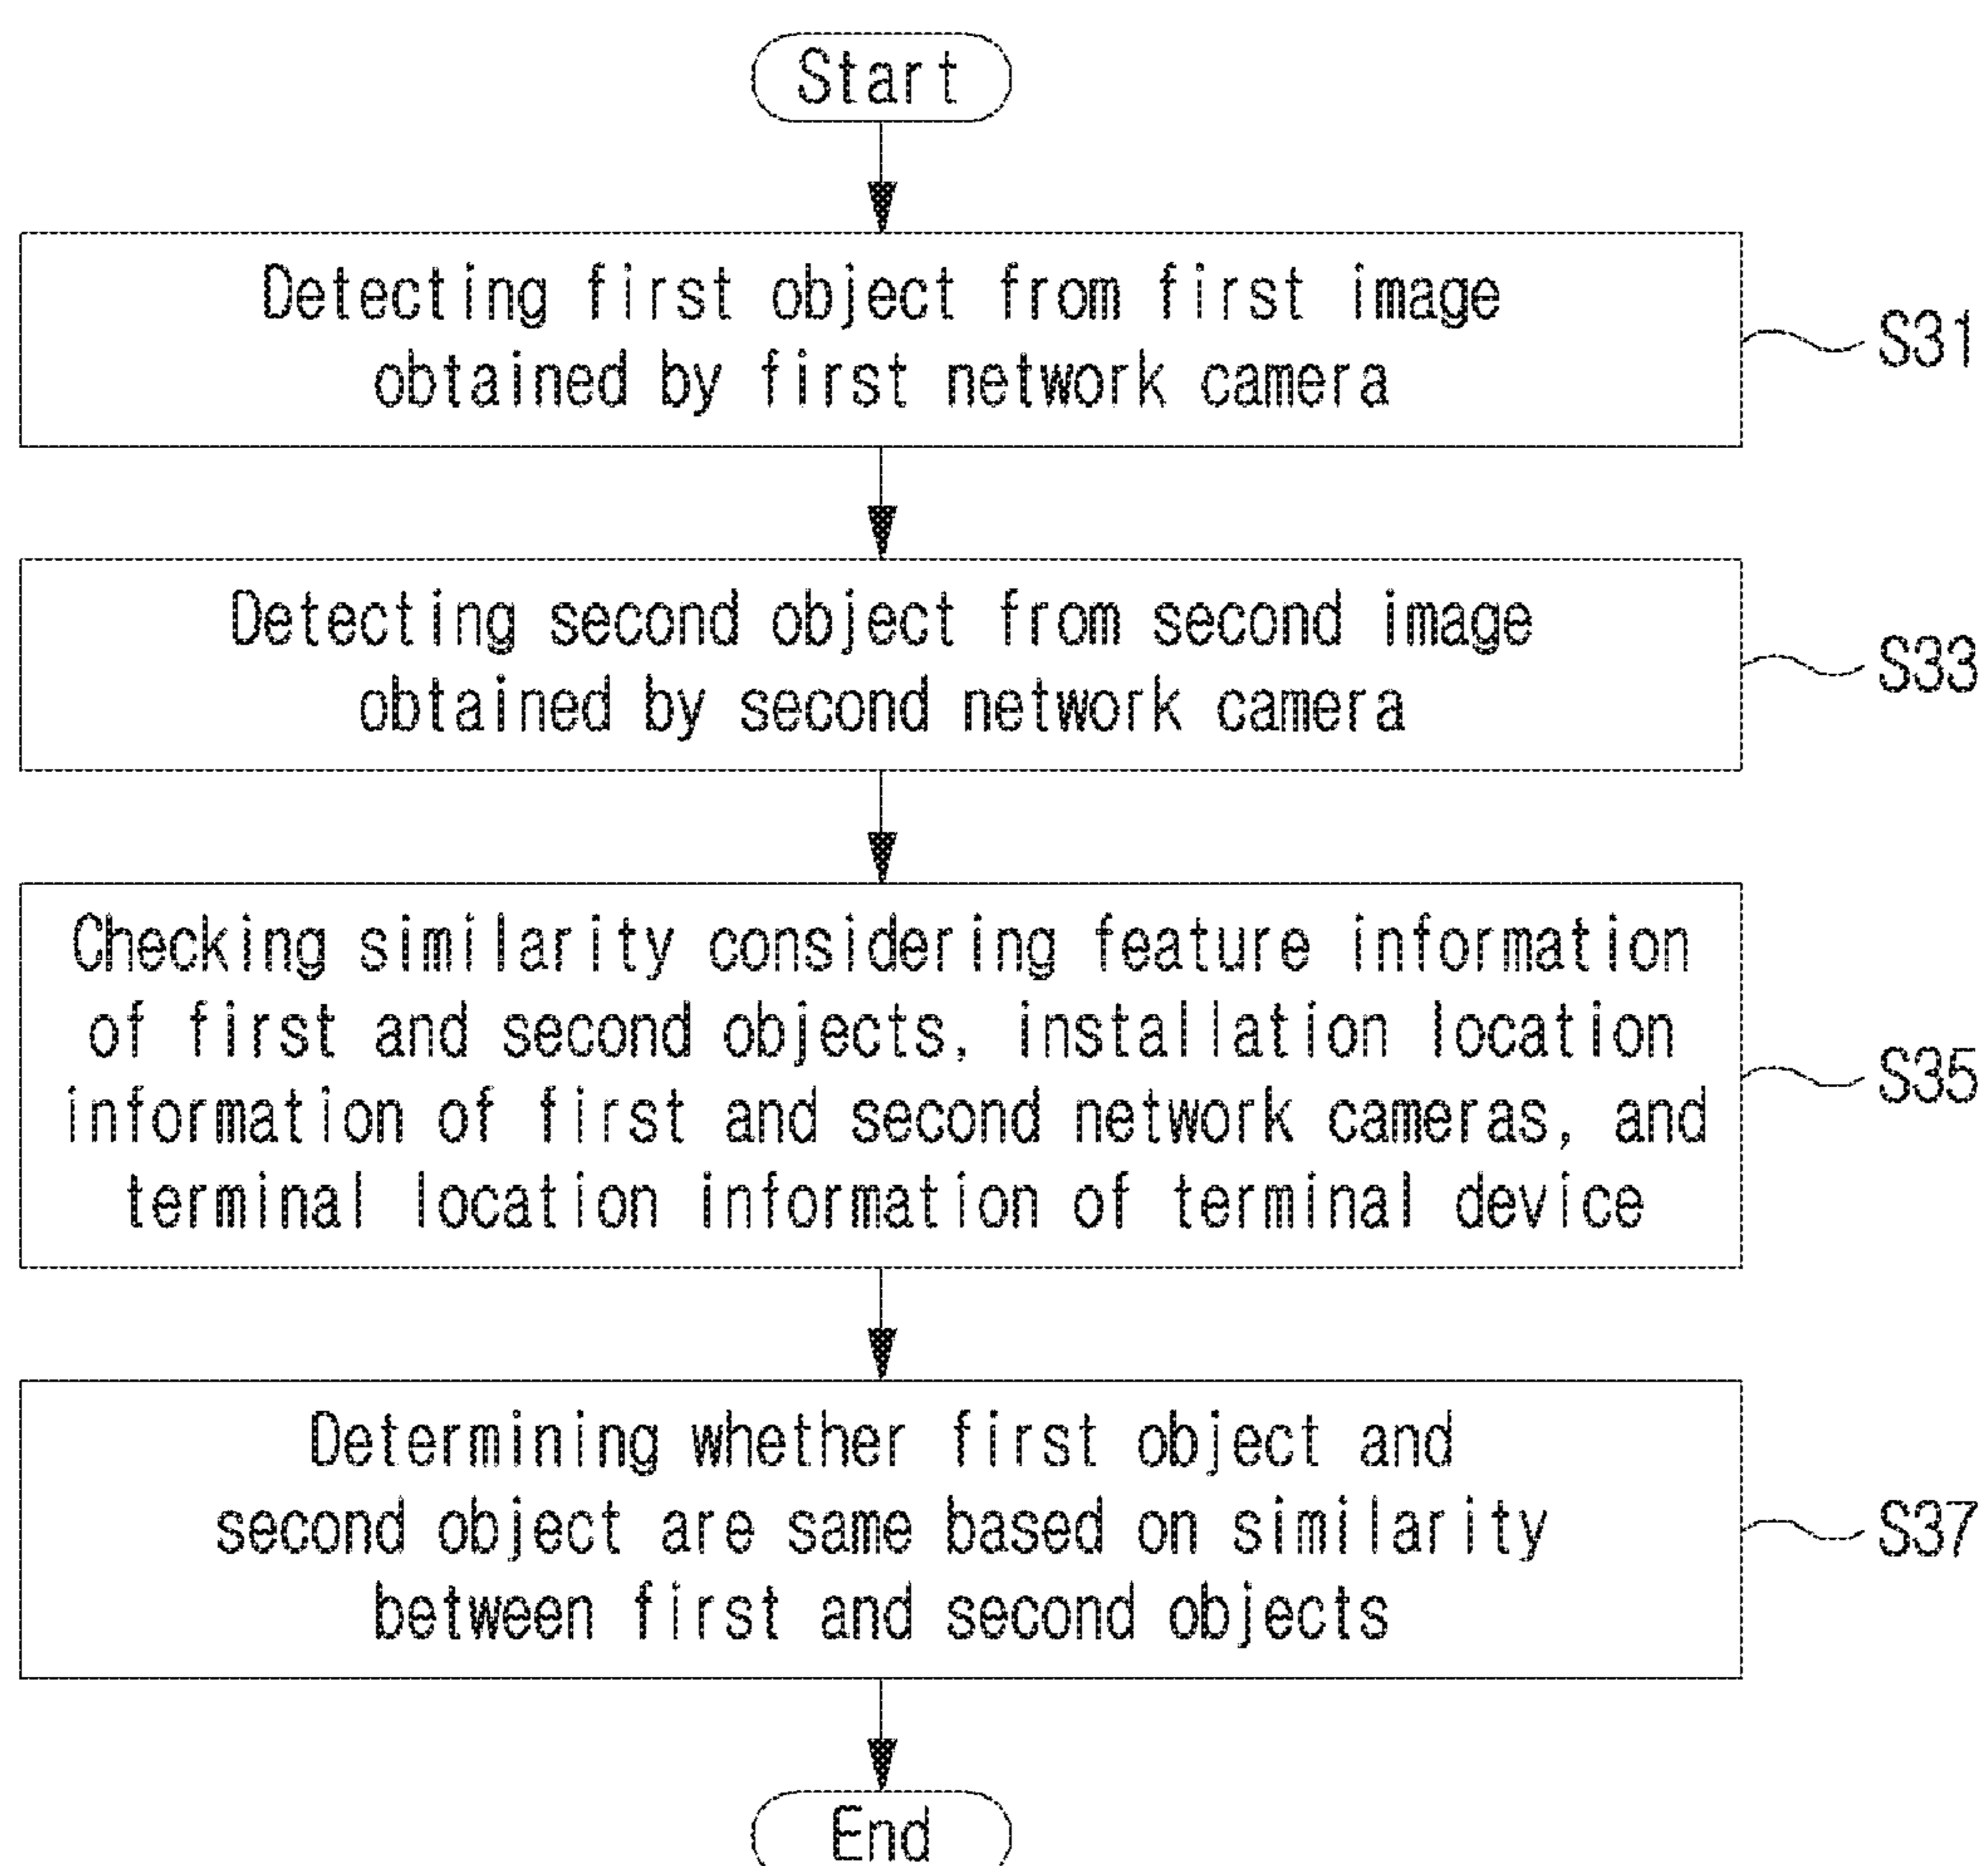 Start
Detecting first object from first image
obtained by first network camera
S31
Detecting second object from second image
obtained by second network camera
S33
Checking similarity considering feature information
of first and second objects, installation location
information of first and second network cameras, and
terminal location information of terminal device
S35
Determining whether first object and
second object are same based on similarity
between first and second objects
S37
End